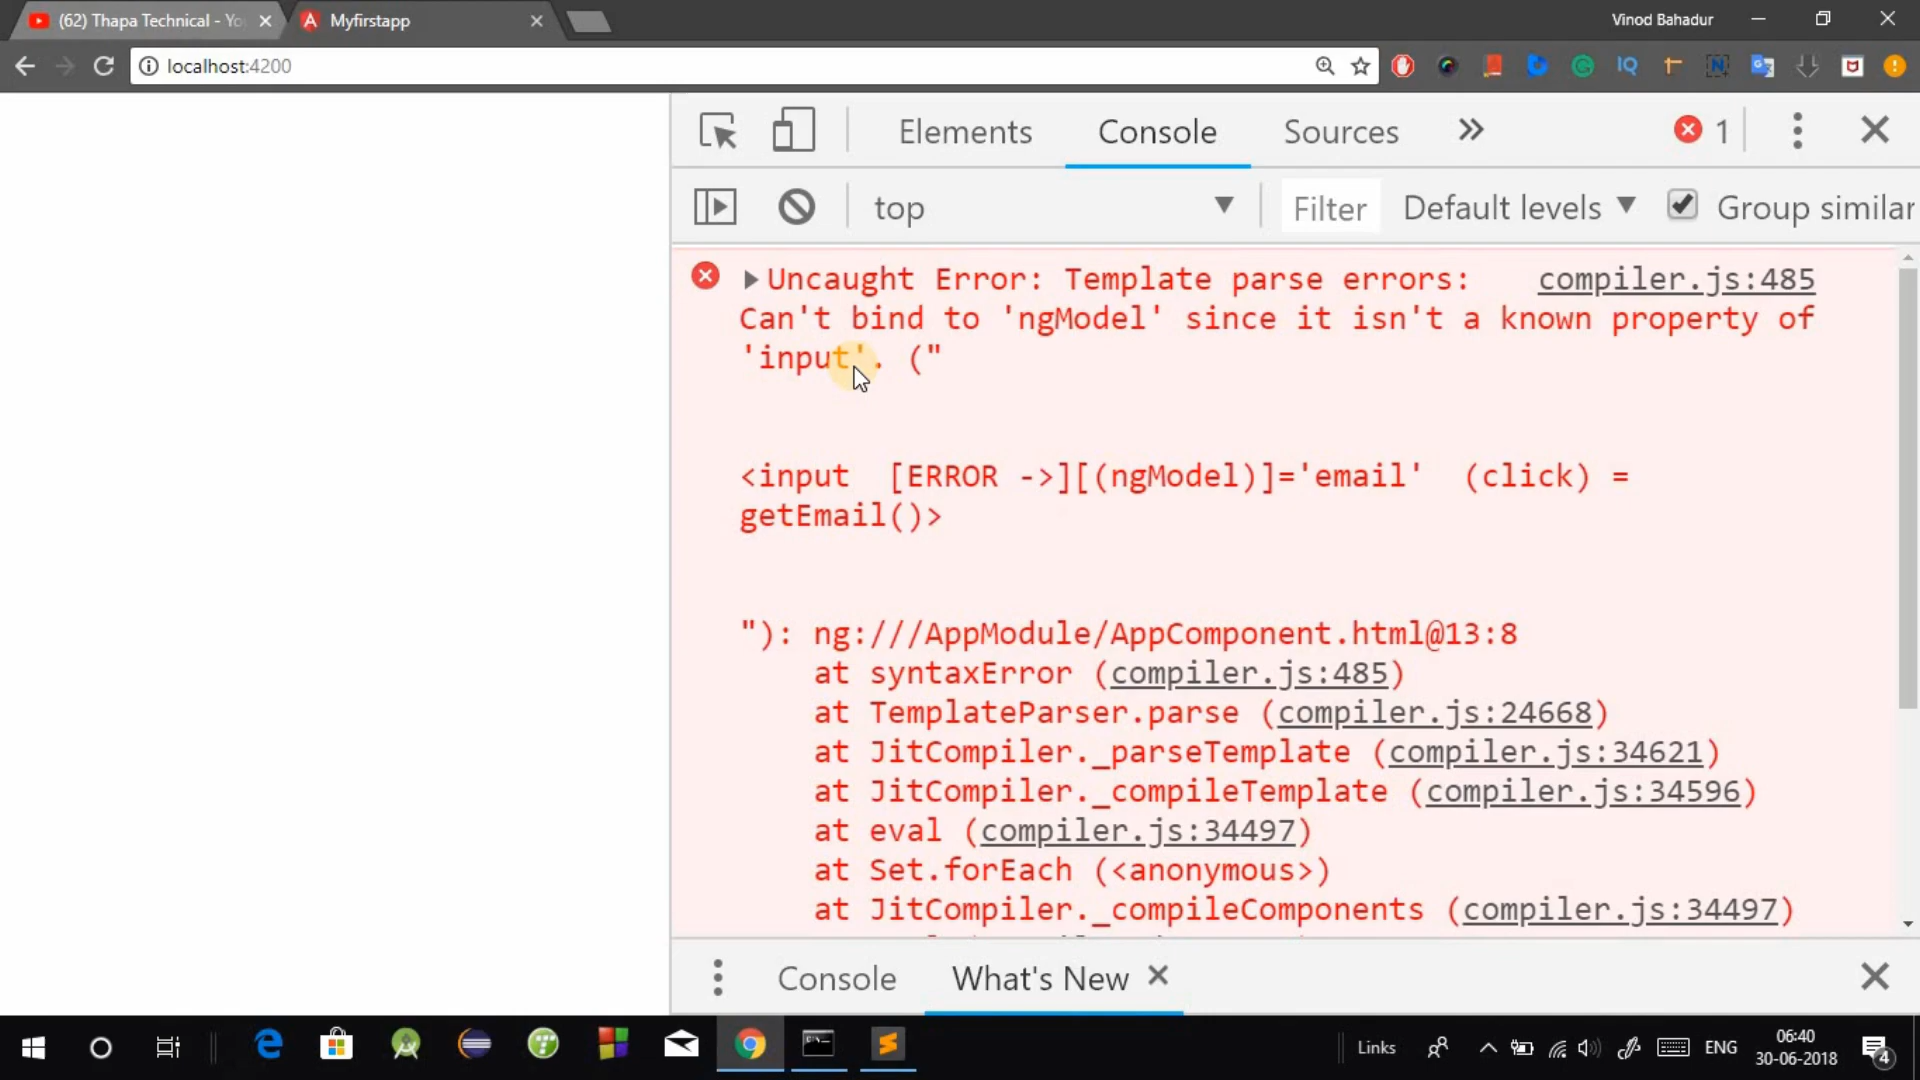 (62) Thapa Technical - Yo
Myfirstapp
Vinod Bahadur
localhost:4200
IQ
Elements
Console
Sources
1
top
Filter
Default levels
Group similar
Uncaught Error: Template parse errors: compiler.js:485
Can't bind to 'ngModel' since it isn't a known property of
'input'. ("
<input [ERROR ->][(ngModel)]='email' (click) =
getEmail()>
"): ng:///AppModule/AppComponent.html@13:8
at syntaxError (compiler.js:485)
at TemplateParser.parse (compiler.js:24668)
at JitCompiler._parseTemplate (compiler.js:34621)
at JitCompiler._compileTemplate (compiler.js:34596)
at eval (compiler.js:34497)
at Set.forEach (<anonymous>)
at JitCompiler._compileComponents (compiler.js:34497)
Console
What's New
Links
ENG
06:40
30-06-2018
4